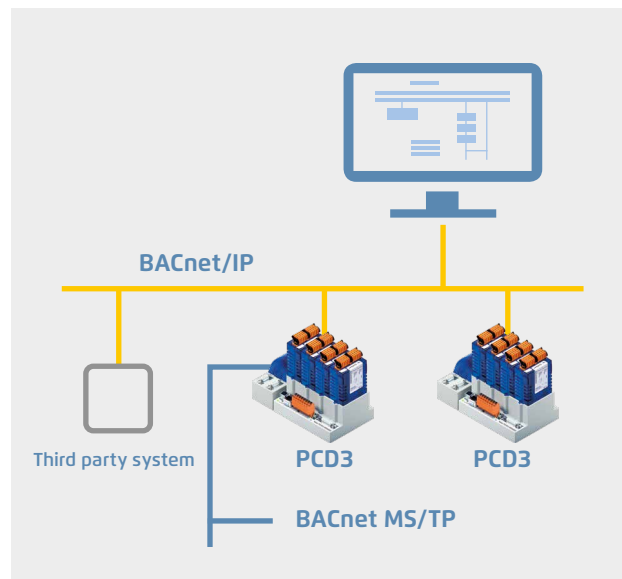 BACnet/IP
Third party system
PCD3
PCD3
BACnet MS/TP